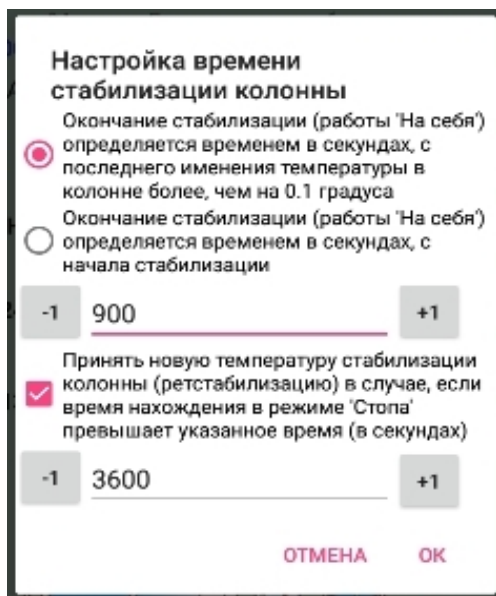 Настройка времени
стабилизации колонны
Окончание стабилизации (работы 'На себя')
определяется временем в секундах, с
последнего именения температуры в
колонне более, чем на 0.1 градуса
Окончание стабилизации (работы 'На себя')
определяется временем в секундах, с
начала стабилизации
-1 900 +1
Принять новую температуру стабилизации
колонны (ретстабилизацию) в случае, если
время нахождения в режиме 'Стопа'
превышает указанное время (в секундах)
-1 3600 +1
ОТМЕНА ОК